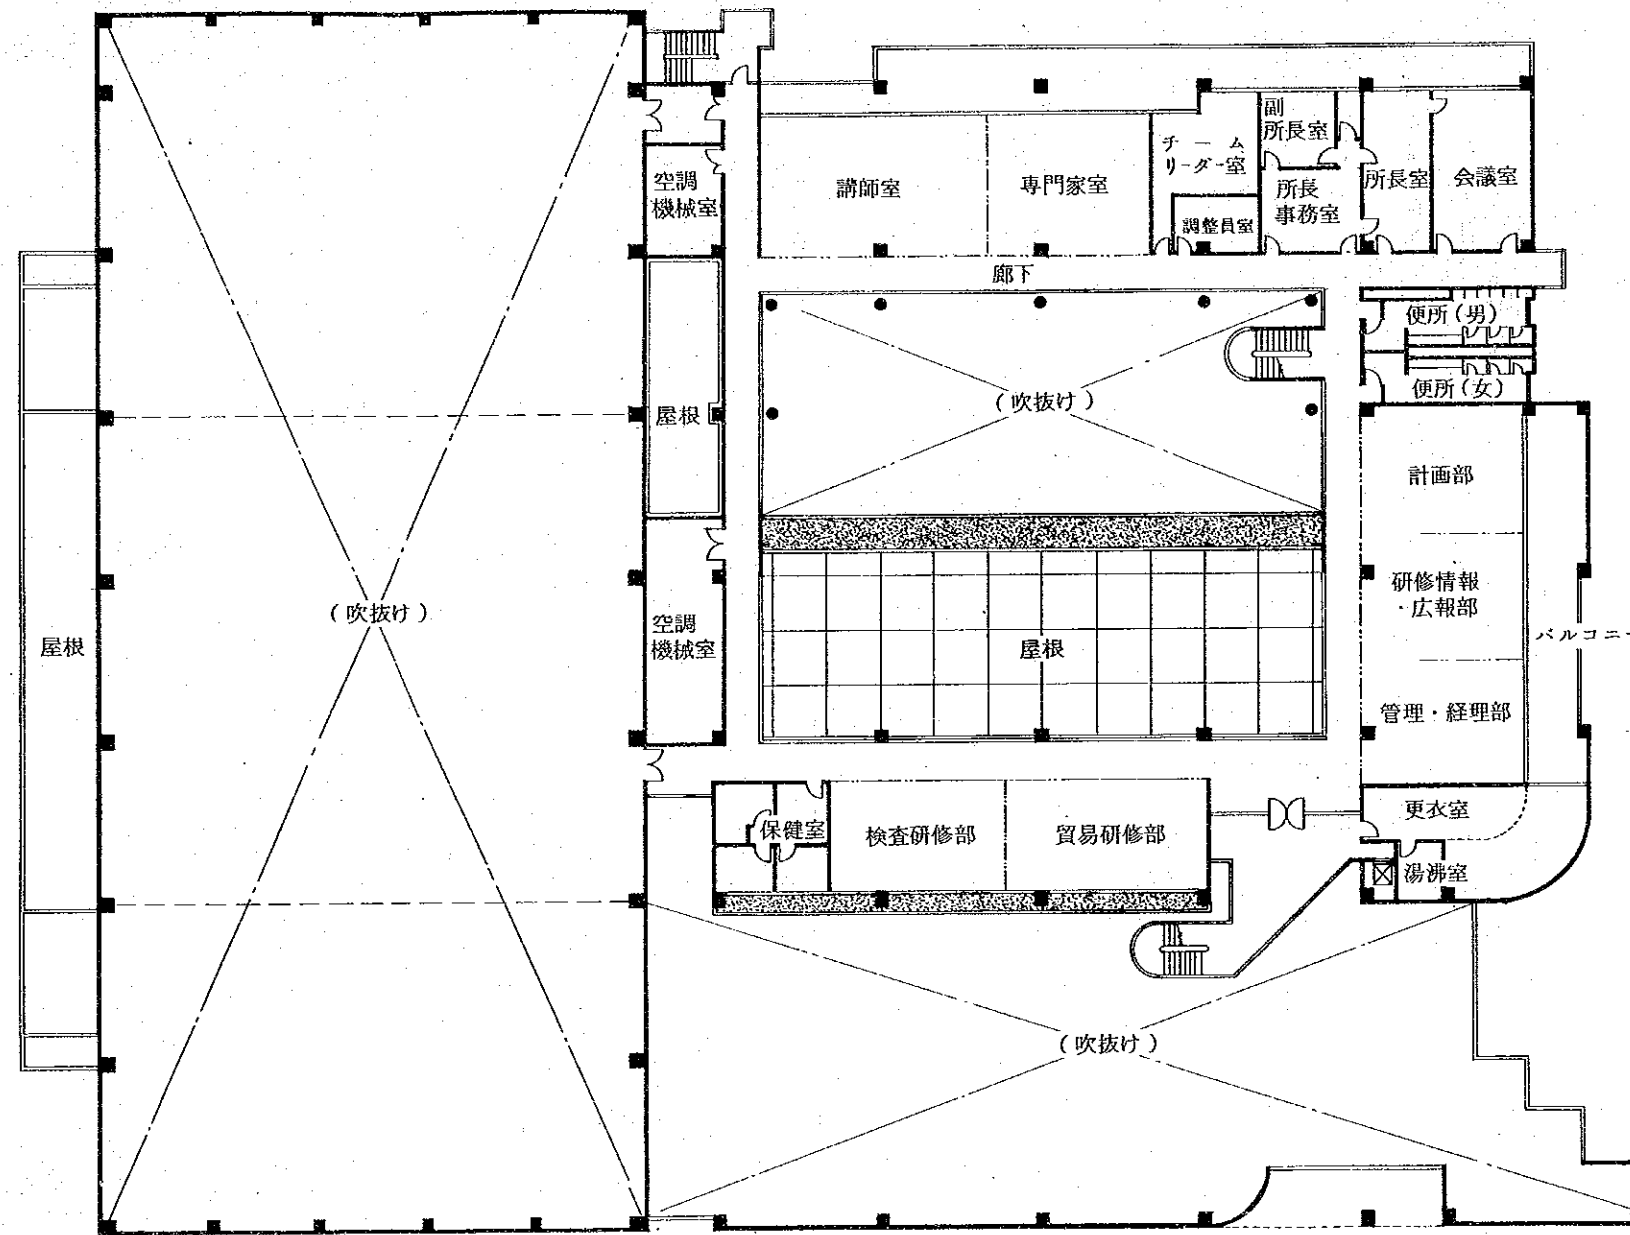 副
所長室
チーム
リーダー室
空調
機械室
講師室
専門家室
所長
事務室
所長室
会議室
調整員室
廊下
便所(男)
便所(女)
(吹抜け)
屋根
計画部
研修情報
・広報部
(吹抜け)
空調
機械室
屋根
屋根
バルコニー
管理・経理部
更衣室
保健室
検査研修部
貿易研修部
湯沸室
(吹抜け)